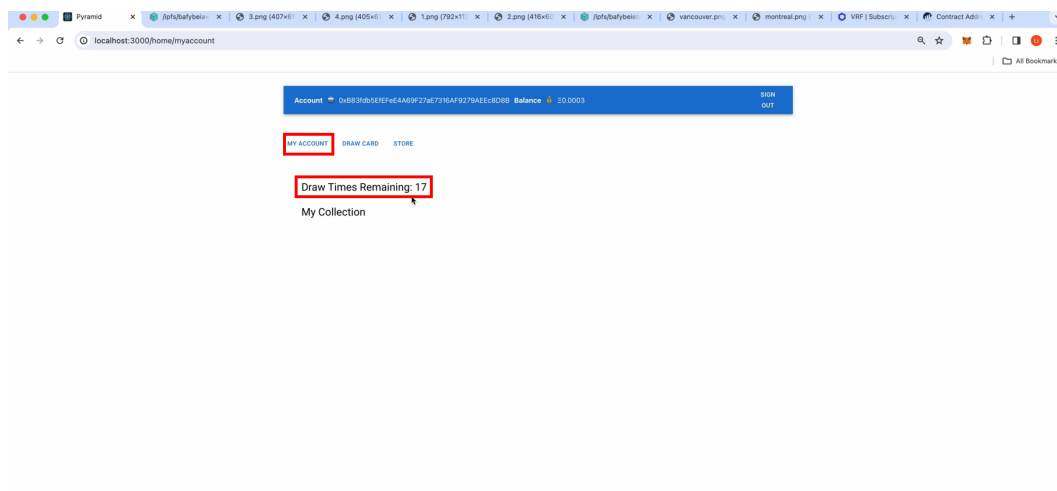 Pyramid
/ipfs/bafybeia
3.png (407×6
4.png (405×6
1.png (792×11
2.png (416×6
/ipfs/bafybeiet
vancouver.png
montreal.png
VRF | Subscrip
Contract Addr
localhost:3000/home/myaccount
All Bookmark
Account Balance Ξ0.0003
SIGN
OUT
MY ACCOUNT DRAW CARD STORE
Draw Times Remaining: 17
My Collection